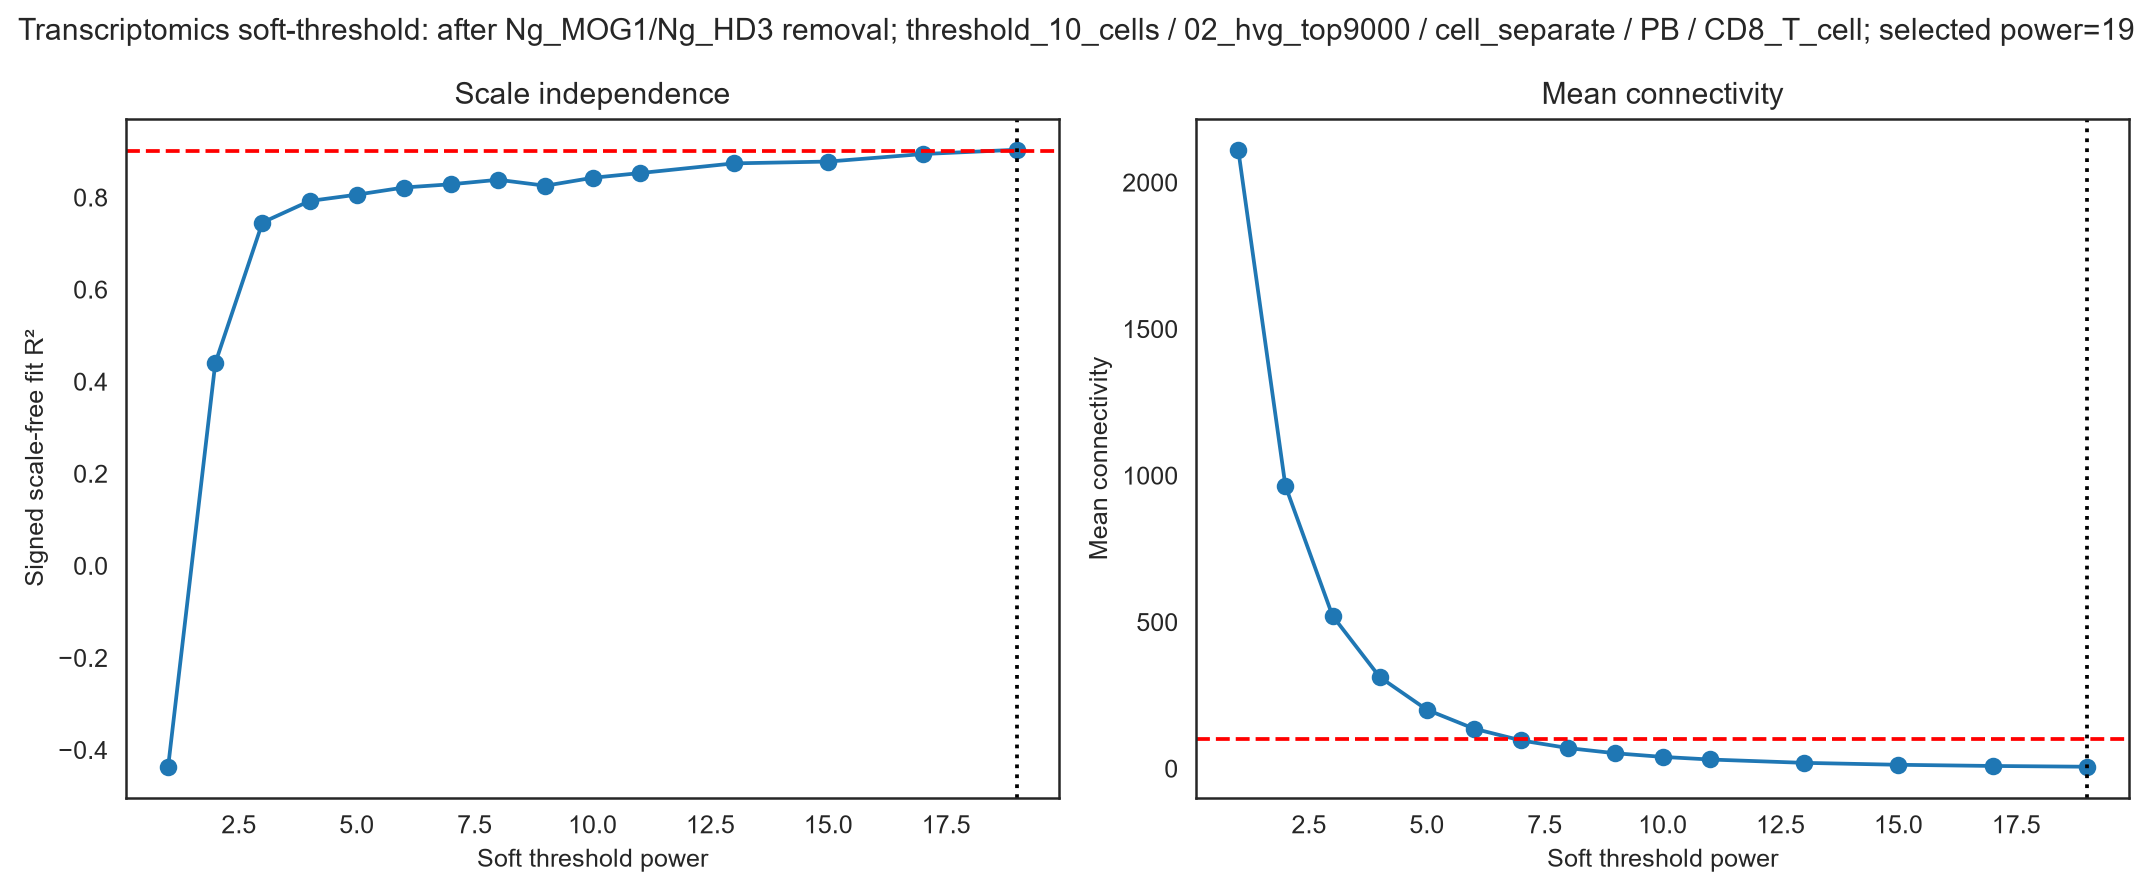 Transcriptomics soft-threshold: after Ng_MOG1/Ng_HD3 removal; threshold_10_cells / 02_hvg_top9000 / cell_separate / PB / CD8_T_cell; selected power=19
Scale independence
Signed scale-free fit R²
0.8
0.6
0.4
0.2
0.0
−0.2
−0.4
2.5 5.0 7.5 10.0 12.5 15.0 17.5
Soft threshold power
Mean connectivity
Mean connectivity
2000
1500
1000
500
0
2.5 5.0 7.5 10.0 12.5 15.0 17.5
Soft threshold power